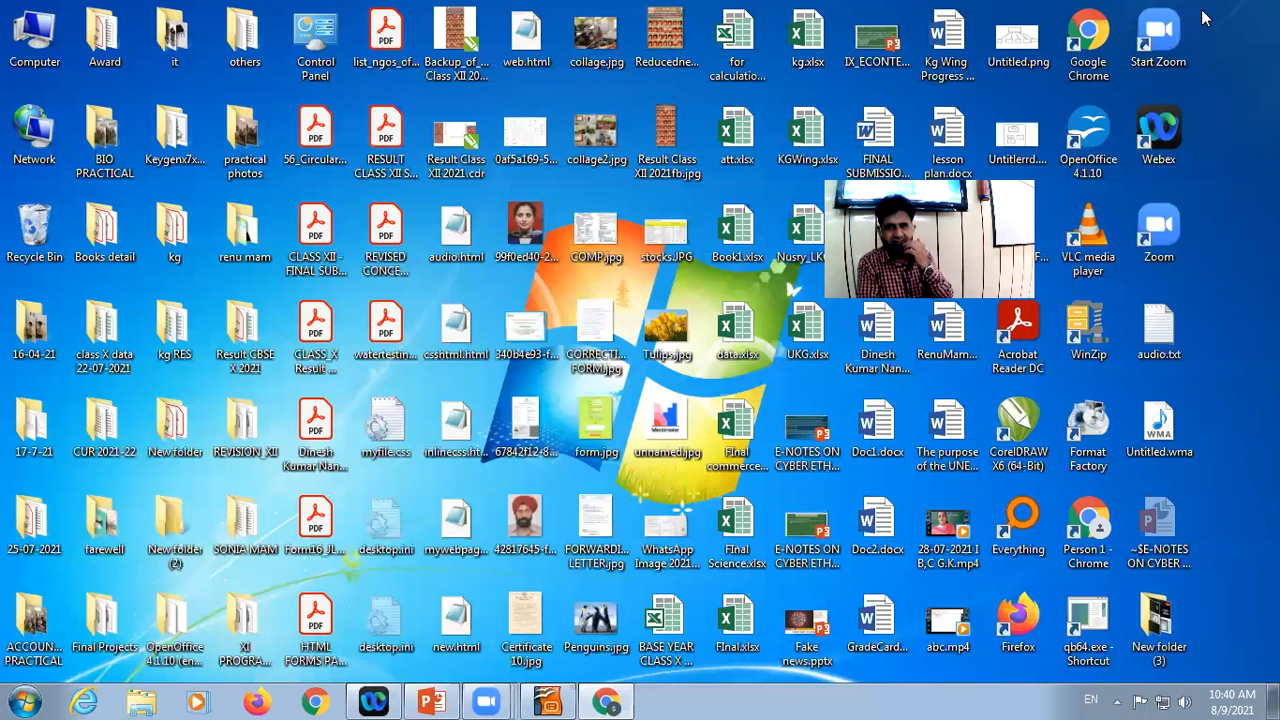 Computer
Award
it
others
Control
Panel
list_ngos_of...
Backup_of_...
Class XII 20...
web.html
collage.jpg
Reducedne...
for
calculatio...
kg.xlsx
IX_ECONTE...
Kg Wing
Progress ...
Untitled.png
Google
Chrome
Start Zoom
Network
BIO
PRACTICAL
Keygenx7x...
practical
photos
56_Circular...
RESULT
CLASS XII S...
Result Class
XII 2021.cdr
0af5a169-5...
collage2.jpg
Result Class
XII 2021fb.jpg
att.xlsx
KGWing.xlsx
FINAL
SUBMISSIO...
lesson
plan.docx
Untitlerrd....
OpenOffice
4.1.10
Webex
Recycle Bin
Books detail
kg
renu mam
CLASS XII -
FINAL SUB...
REVISED
CONCE...
audio.html
99f0ed40-2...
COMP.jpg
stocks.JPG
Book1.xlsx
Nusry_LK
F...
VLC media
player
Zoom
16-04-21
class X data
22-07-2021
kg RES
Result CBSE
X 2021
CLASS_X
Result ...
watertestin...
csshtml.html
340b4e93-f...
CORRECTI...
FORM.jpg
Tulips.jpg
data.xlsx
UKG.xlsx
Dinesh
Kumar Nan...
RenuMam...
Acrobat
Reader DC
WinZip
audio.txt
17-7-21
CUR 2021-22
New folder
REVISION_XII
Dinesh
Kumar Nan...
myfile.css
inlinecss.ht...
67842f12-8...
form.jpg
Mentimeter
unnamed.jpg
FInal
commerce...
E-NOTES ON
CYBER ETH...
Doc1.docx
The purpose
of the UNE...
CorelDRAW
X6 (64-Bit)
Format
Factory
WMA
Untitled.wma
25-07-2021
farewell
New folder
(2)
SONIA MAM
Form16_JL...
desktop.ini
mywebpag...
42817645-f...
FORWARDI...
LETTER.jpg
WhatsApp
Image 2021...
FInal
Science.xlsx
E-NOTES ON
CYBER ETH...
Doc2.docx
28-07-2021 I
B,C G.K.mp4
Everything
Person 1 -
Chrome
~$E-NOTES
ON CYBER ...
ACCOUN...
PRACTICAL
Final Projects
OpenOffice
4.1.10 (en...
XI
PROGRA...
HTML
FORMS PA...
desktop.ini
new.html
Certificate
10.jpg
Penguins.jpg
BASE YEAR
CLASS X ...
FInal.xlsx
Fake
news.pptx
GradeCard...
abc.mp4
Firefox
qb64.exe -
Shortcut
New folder
(3)
EN
10:40 AM
8/9/2021